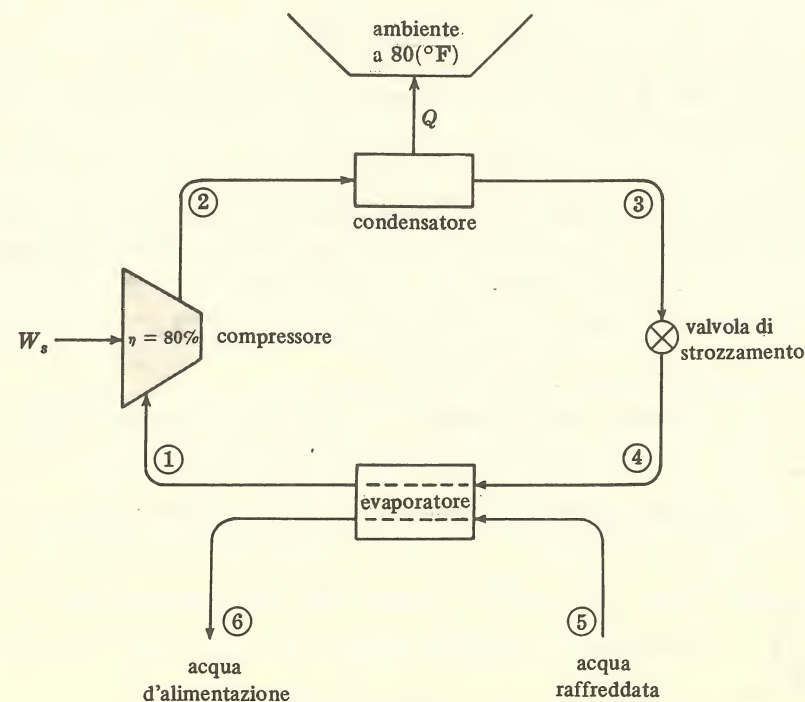 ambiente
a 80(°F)
Q
②
condensatore
③
W_s
η = 80%
compressore
valvola di
strozzamento
①
④
evaporatore
⑥
⑤
acqua
d'alimentazione
acqua
raffreddata